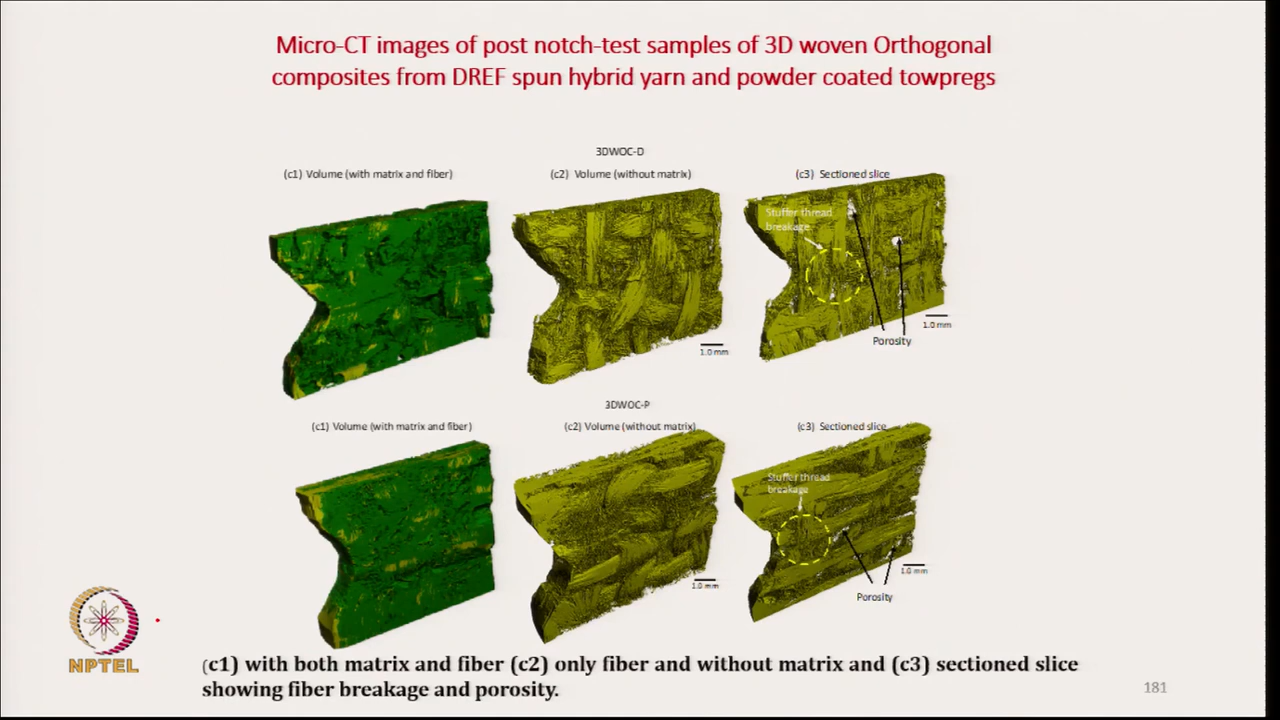 Micro-CT images of post notch-test samples of 3D woven Orthogonal
composites from DREF spun hybrid yarn and powder coated towpregs
3DWOC-D
(c1) Volume (with matrix and fiber)
(c2) Volume (without matrix)
(c3) Sectioned slice
Stuffer thread
breakage
1.0 mm
1.0 mm
Porosity
3DWOC-P
(c1) Volume (with matrix and fiber)
(c2) Volume (without matrix)
(c3) Sectioned slice
Stuffer thread
breakage
1.0 mm
1.0 mm
Porosity
NPTEL
(c1) with both matrix and fiber (c2) only fiber and without matrix and (c3) sectioned slice
showing fiber breakage and porosity.
181